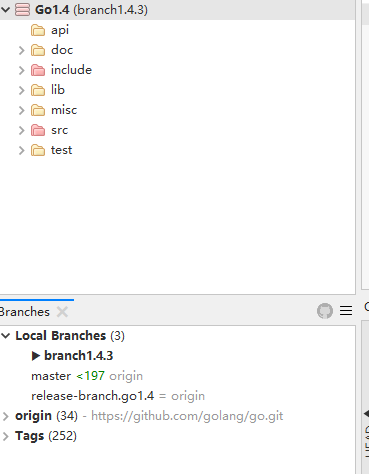 Go1.4 (branch1.4.3)
api
doc
include
lib
misc
src
test
Branches
Local Branches (3)
branch1.4.3
master <197 origin
release-branch.go1.4 = origin
origin (34) - https://github.com/golang/go.git
Tags (252)